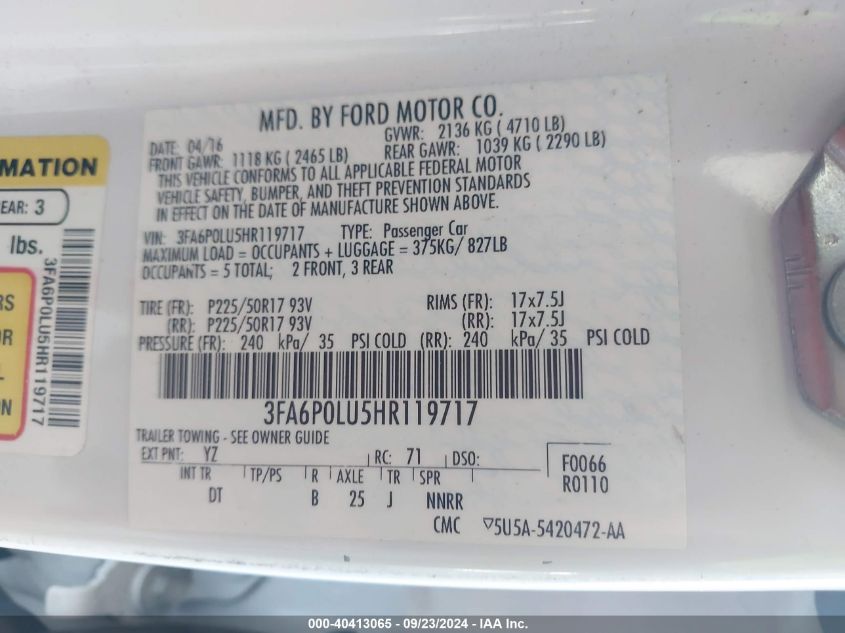 MFD. BY FORD MOTOR CO.
DATE: 04/16
GVWR: 2136 KG ( 4710 LB)
FRONT GAWR: 1118 KG ( 2465 LB)
REAR GAWR: 1039 KG ( 2290 LB)
THIS VEHICLE CONFORMS TO ALL APPLICABLE FEDERAL MOTOR
VEHICLE SAFETY, BUMPER, AND THEFT PREVENTION STANDARDS
IN EFFECT ON THE DATE OF MANUFACTURE SHOWN ABOVE.
VIN: 3FA6P0LU5HR119717 TYPE: Passenger Car
MAXIMUM LOAD = OCCUPANTS + LUGGAGE = 375KG/ 827LB
OCCUPANTS = 5 TOTAL; 2 FRONT, 3 REAR
TIRE (FR): P225/50R17 93V RIMS (FR): 17x7.5J
(RR): P225/50R17 93V (RR): 17x7.5J
PRESSURE (FR): 240 kPa/ 35 PSI COLD (RR): 240 kPa/ 35 PSI COLD
3FA6P0LU5HR119717
TRAILER TOWING - SEE OWNER GUIDE
EXT PNT: YZ RC: 71 DSO:
INT TR TP/PS R AXLE TR SPR
DT B 25 J NNRR
F0066
R0110
CMC ▽5U5A-5420472-AA
MATION
EAR: 3
lbs.
RS
OR
L
ON
3FA6P0LU5HR119717
000-40413065 - 09/23/2024 - IAA Inc.